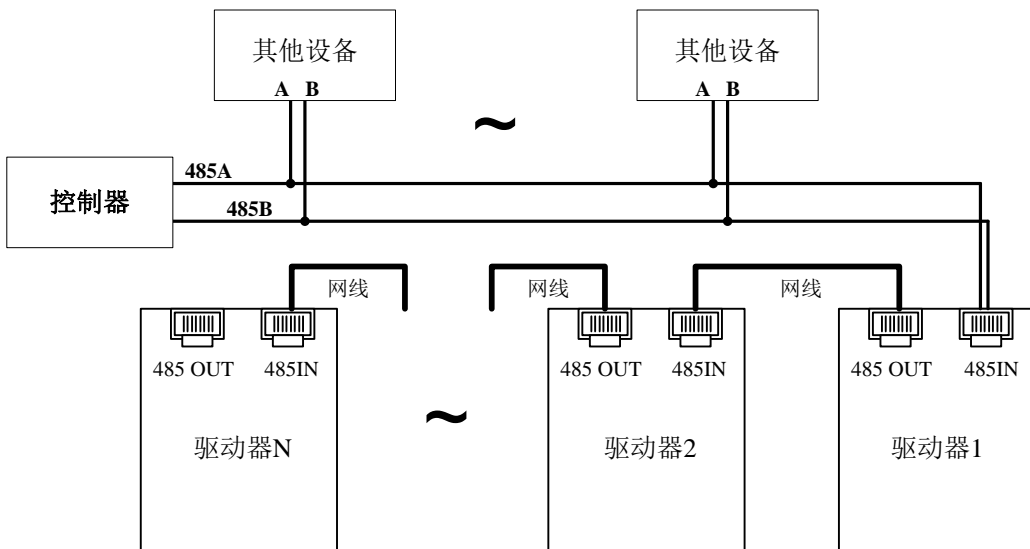 其他设备
其他设备
A B
A B
485A
控制器
485B
网线
网线
网线
485 OUT
485IN
485 OUT
485IN
485 OUT
485IN
驱动器N
驱动器2
驱动器1